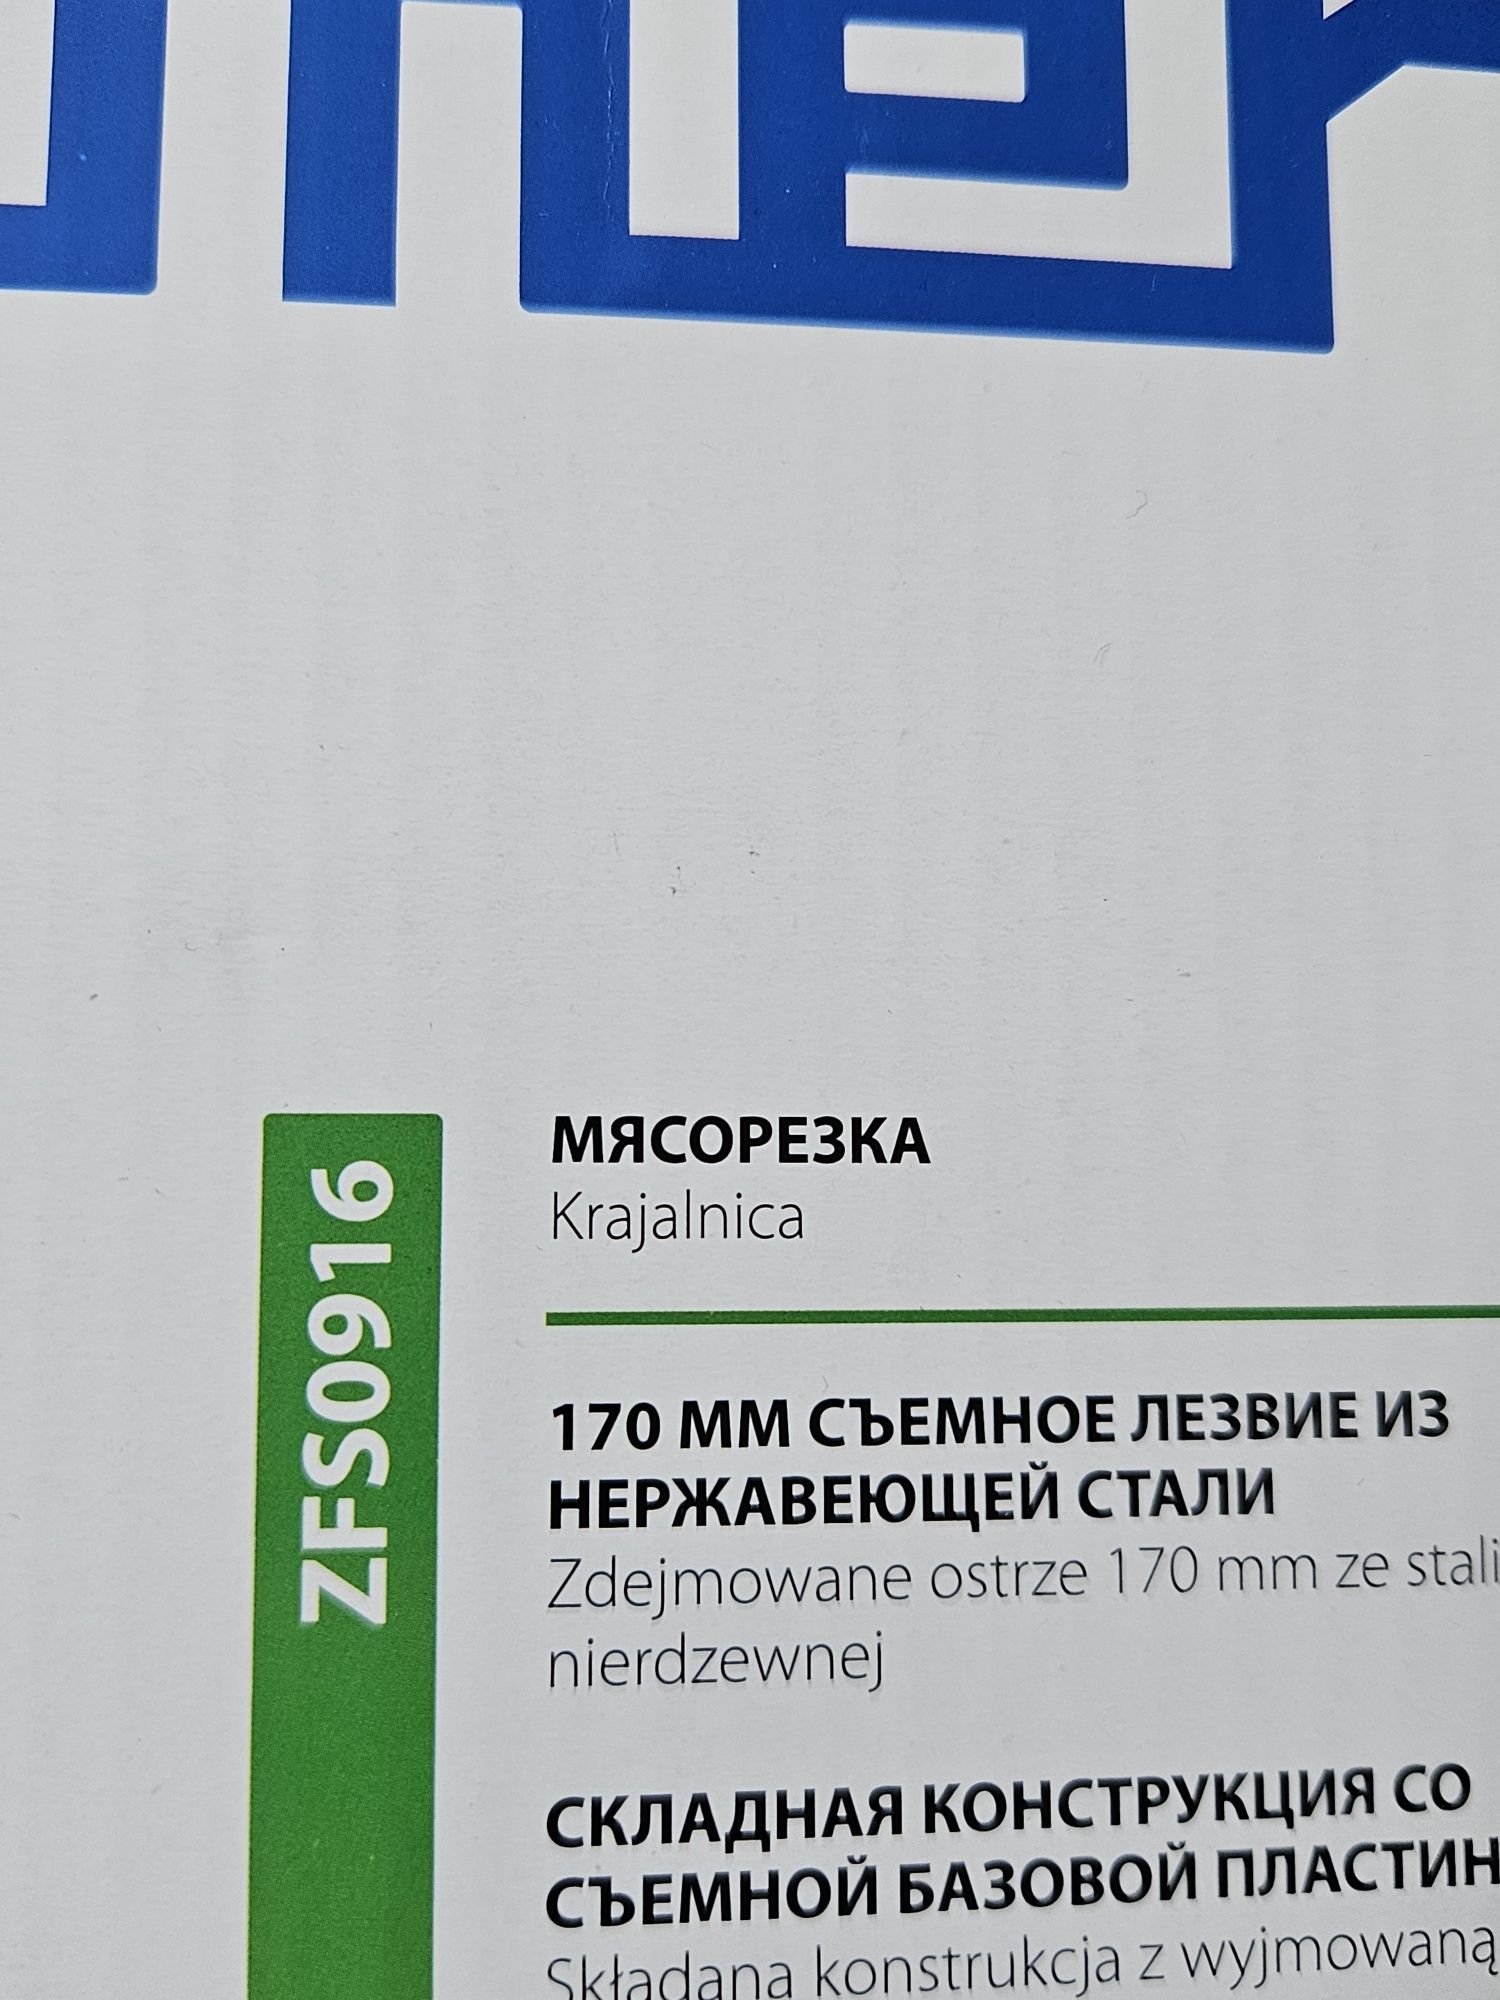 ZFS0916
МЯСОРЕЗКА
Krajalnica
170 ММ СЪЕМНОЕ ЛЕЗВИЕ ИЗ
НЕРЖАВЕЮЩЕЙ СТАЛИ
Zdejmowane ostrze 170 mm ze stali
nierdzewnej
СКЛАДНАЯ КОНСТРУКЦИЯ СО
СЪЕМНОЙ БАЗОВОЙ
Składana konstrukcja z wyjmowaną